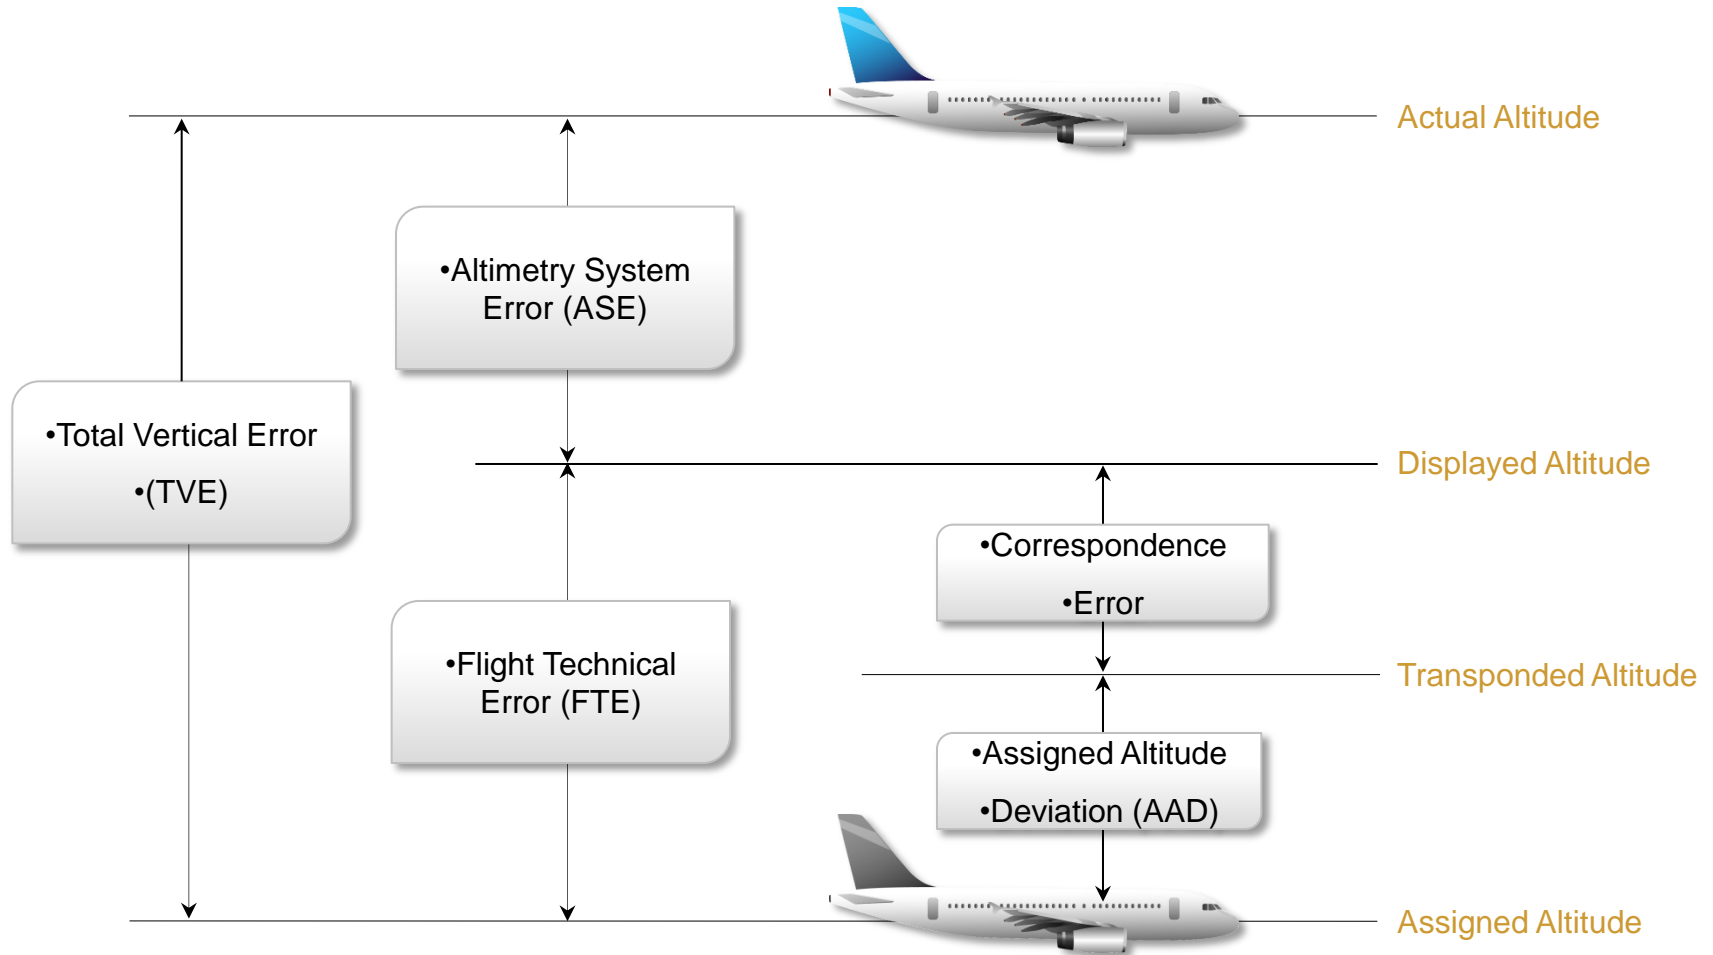 Actual Altitude
•Altimetry System
Error (ASE)
•Total Vertical Error
•(TVE)
Displayed Altitude
•Correspondence
•Error
•Flight Technical
Error (FTE)
Transponded Altitude
•Assigned Altitude
•Deviation (AAD)
Assigned Altitude